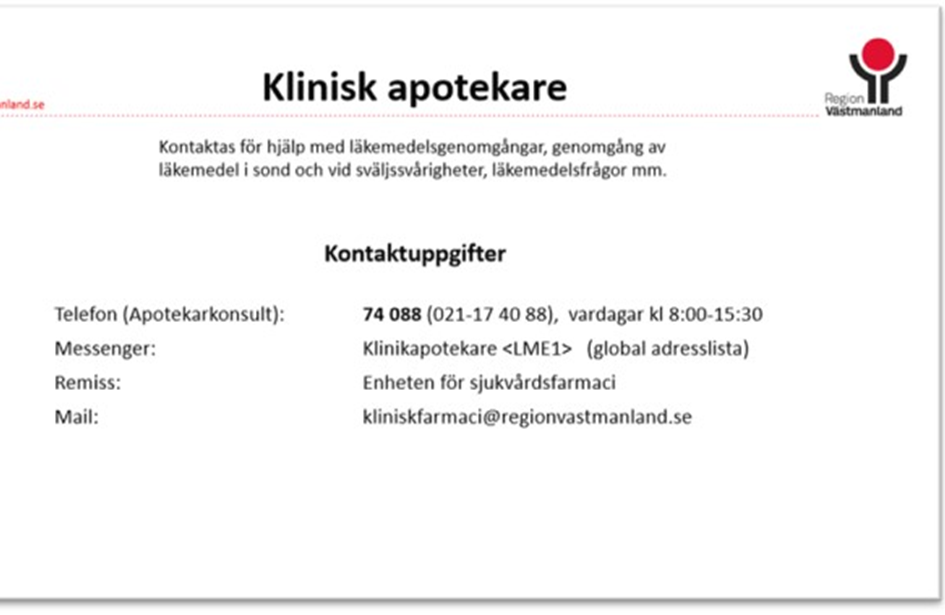 Klinisk apotekare
nland.se
Region
Västmanland
Kontaktas för hjälp med läkemedelsgenomgångar, genomgång av
läkemedel i sond och vid sväljssvårigheter, läkemedelsfrågor mm.
Kontaktuppgifter
Telefon (Apotekarkonsult): 74 088 (021-17 40 88), vardagar kl 8:00-15:30
Messenger: Klinikapotekare <LME1> (global adresslista)
Remiss: Enheten för sjukvårdsfarmaci
Mail: kliniskfarmaci@regionvastmanland.se